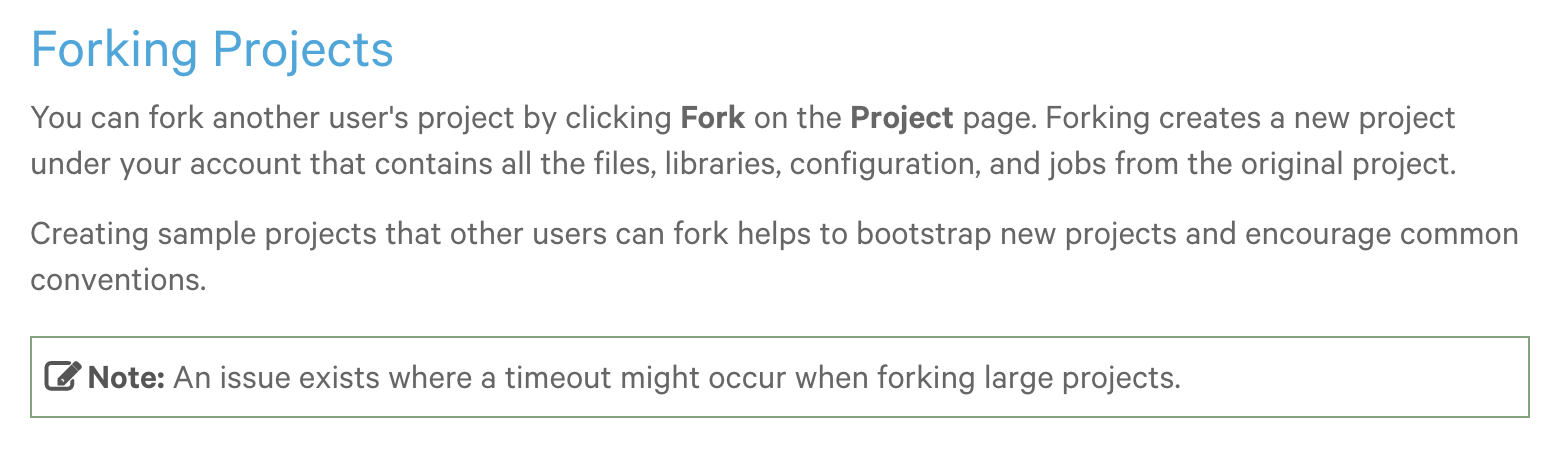 Forking Projects
You can fork another user's project by clicking Fork on the Project page. Forking creates a new project
under your account that contains all the files, libraries, configuration, and jobs from the original project.
Creating sample projects that other users can fork helps to bootstrap new projects and encourage common
conventions.
Note: An issue exists where a timeout might occur when forking large projects.